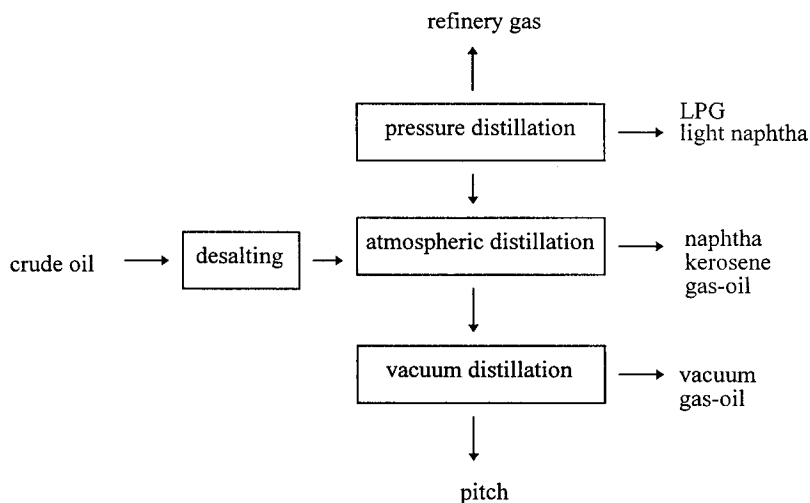 refinery gas
pressure distillation
LPG
light naphtha
crude oil
desalting
atmospheric distillation
naphtha
kerosene
gas-oil
vacuum distillation
vacuum
gas-oil
pitch